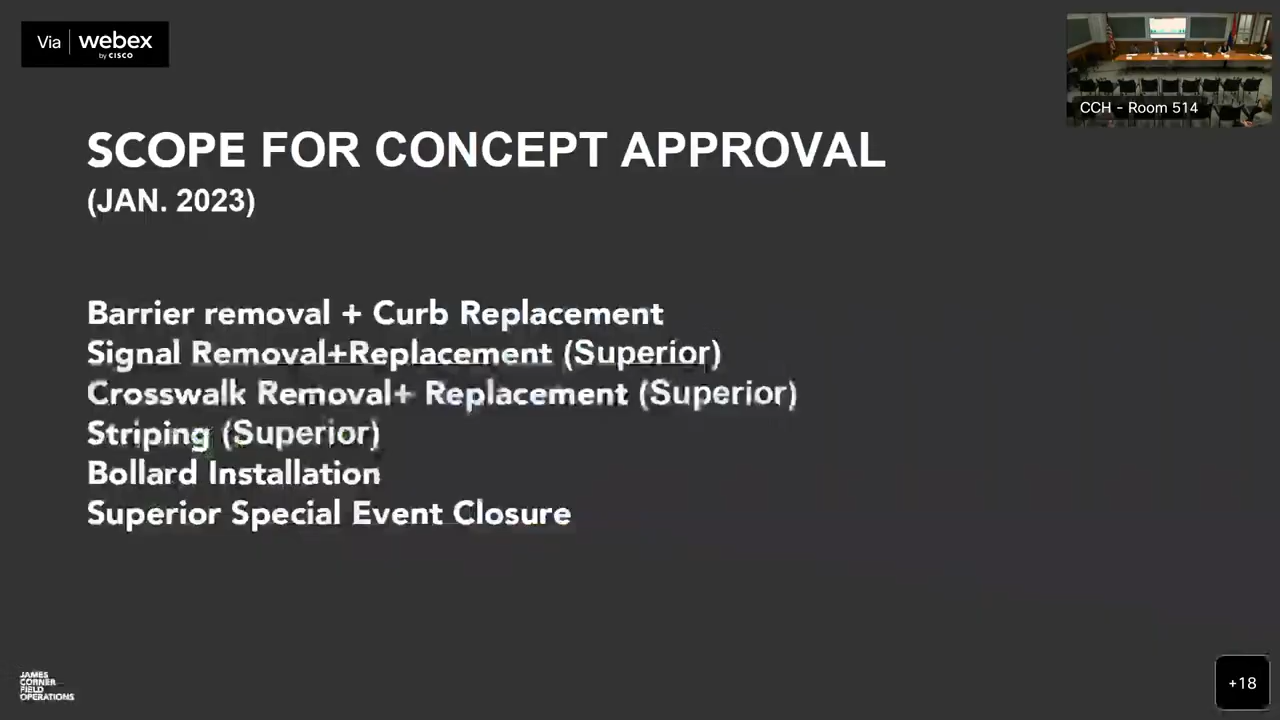 Via webex
by CISCO
CCH - Room 514
SCOPE FOR CONCEPT APPROVAL
(JAN. 2023)
Barrier removal + Curb Replacement
Signal Removal+Replacement (Superior)
Crosswalk Removal+ Replacement (Superior)
Striping (Superior)
Bollard Installation
Superior Special Event Closure
JAMES
CORNER
FIELD
OPERATIONS
+18